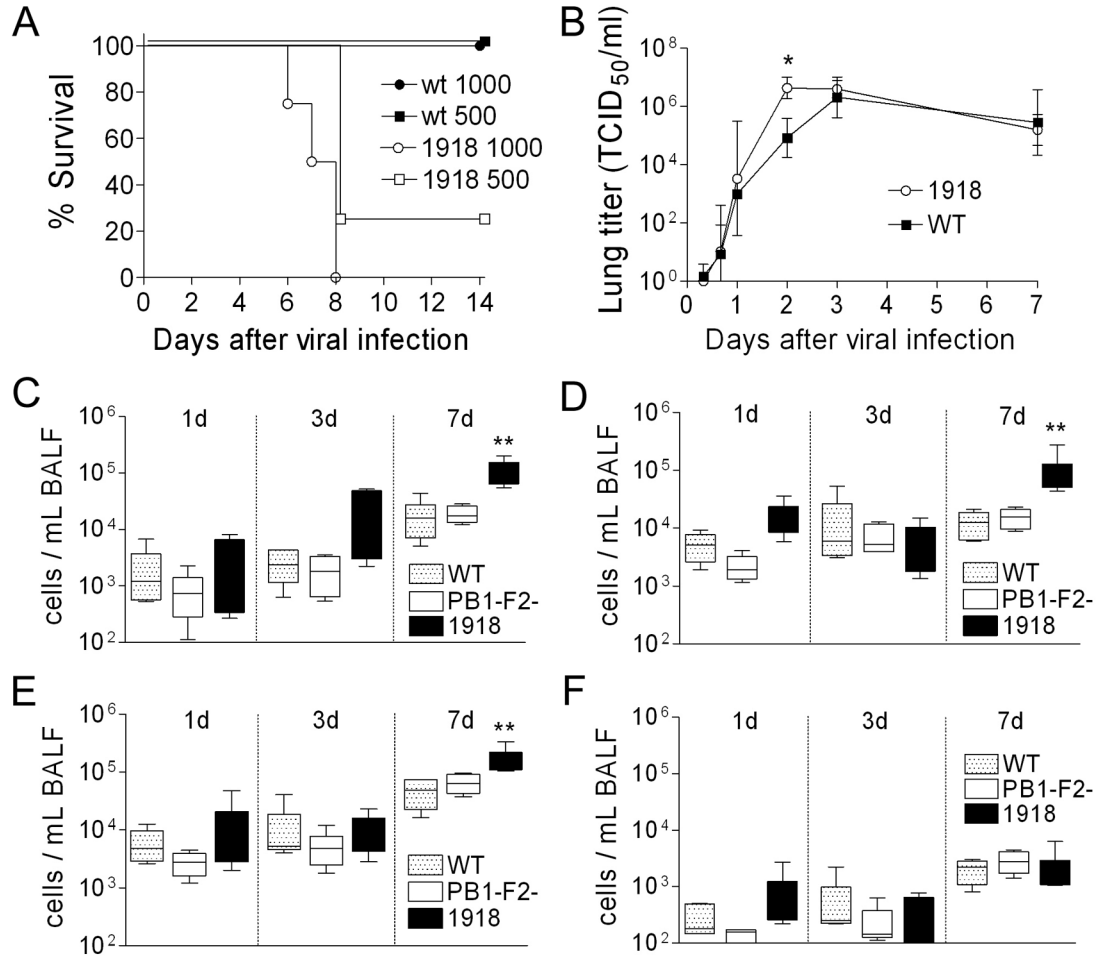 A
% Survival
100
80
60
40
20
0
wt 1000
wt 500
1918 1000
1918 500
0 2 4 6 8 10 12 14
Days after viral infection
B
Lung titer (TCID50/ml)
10^8
10^6
10^4
10^2
10^0
*
1918
WT
0 1 2 3 4 5 6 7
Days after viral infection
C
cells / mL BALF
10^6
10^5
10^4
10^3
10^2
1d 3d 7d
**
WT
PB1-F2-
1918
D
cells / mL BALF
10^6
10^5
10^4
10^3
10^2
1d 3d 7d
**
WT
PB1-F2-
1918
E
cells / mL BALF
10^6
10^5
10^4
10^3
10^2
1d 3d 7d
**
WT
PB1-F2-
1918
F
cells / mL BALF
10^6
10^5
10^4
10^3
10^2
1d 3d 7d
WT
PB1-F2-
1918